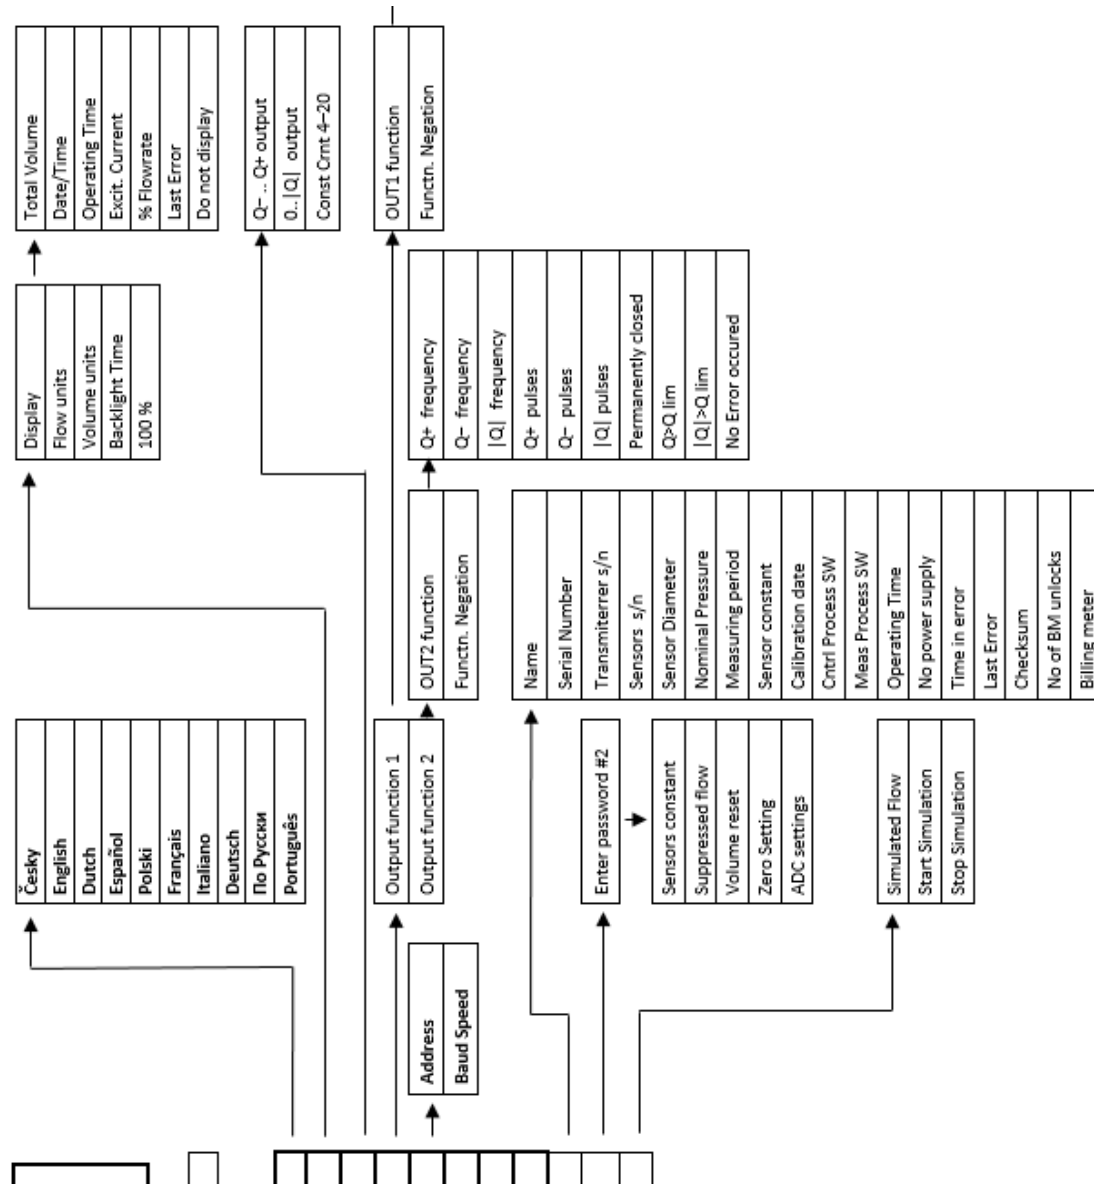 Česky
English
Dutch
Español
Polski
Français
Italiano
Deutsch
По Русски
Português
Display
Flow units
Volume units
Backlight Time
100 %
Total Volume
Date/Time
Operating Time
Excit. Current
% Flowrate
Last Error
Do not display
Q− .. Q+ output
0..|Q| output
Const Crnt 4–20
Output function 1
Output function 2
OUT1 function
Functn. Negation
OUT2 function
Functn. Negation
Q+ frequency
Q− frequency
|Q| frequency
Q+ pulses
Q− pulses
|Q| pulses
Permanently closed
Q>Q lim
|Q|>Q lim
No Error occured
Address
Baud Speed
Name
Serial Number
Transmiterrer s/n
Sensors s/n
Sensor Diameter
Nominal Pressure
Measuring period
Sensor constant
Calibration date
Cntrl Process SW
Meas Process SW
Operating Time
No power supply
Time in error
Last Error
Checksum
No of BM unlocks
Billing meter
Enter password #2
Sensors constant
Suppressed flow
Volume reset
Zero Setting
ADC settings
Simulated Flow
Start Simulation
Stop Simulation